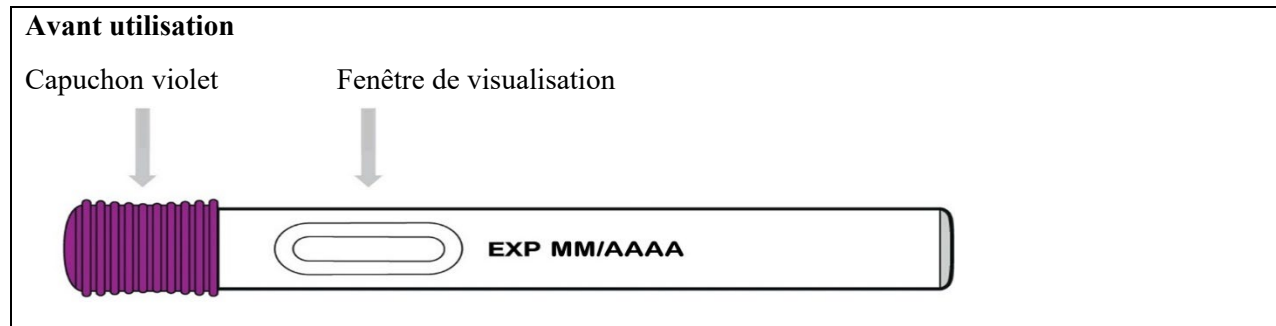 Avant utilisation
Capuchon violet Fenêtre de visualisation
EXP MM/AAAA